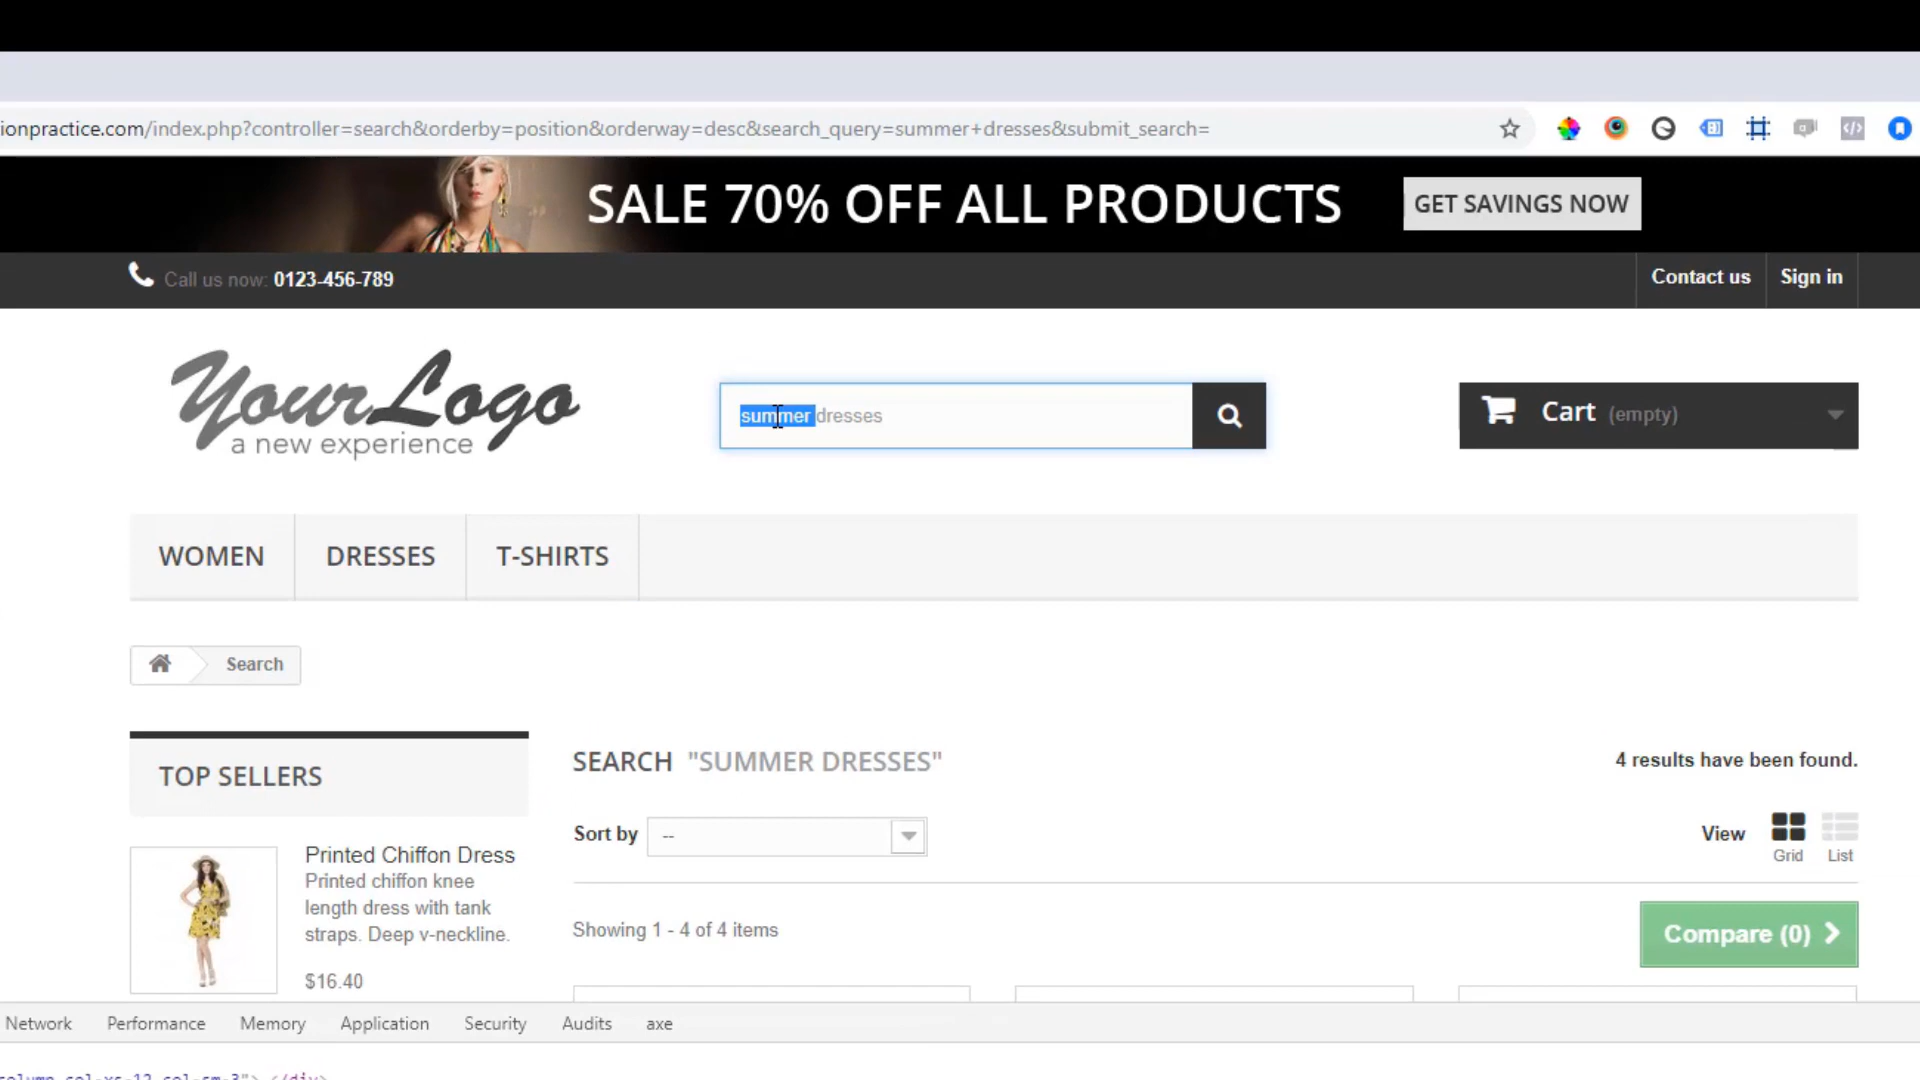 ionpractice.com/index.php?controller=search&orderby=position&orderway=desc&search_query=summer+dresses&submit_search=
SALE 70% OFF ALL PRODUCTS
GET SAVINGS NOW
Call us now: 0123-456-789
Contact us
Sign in
YourLogo
a new experience
summer dresses
Cart (empty)
WOMEN
DRESSES
T-SHIRTS
Search
TOP SELLERS
Printed Chiffon Dress
Printed chiffon knee
length dress with tank
straps. Deep v-neckline.
$16.40
SEARCH "SUMMER DRESSES"
4 results have been found.
Sort by --
View
Grid
List
Showing 1 - 4 of 4 items
Compare (0)
Network
Performance
Memory
Application
Security
Audits
axe